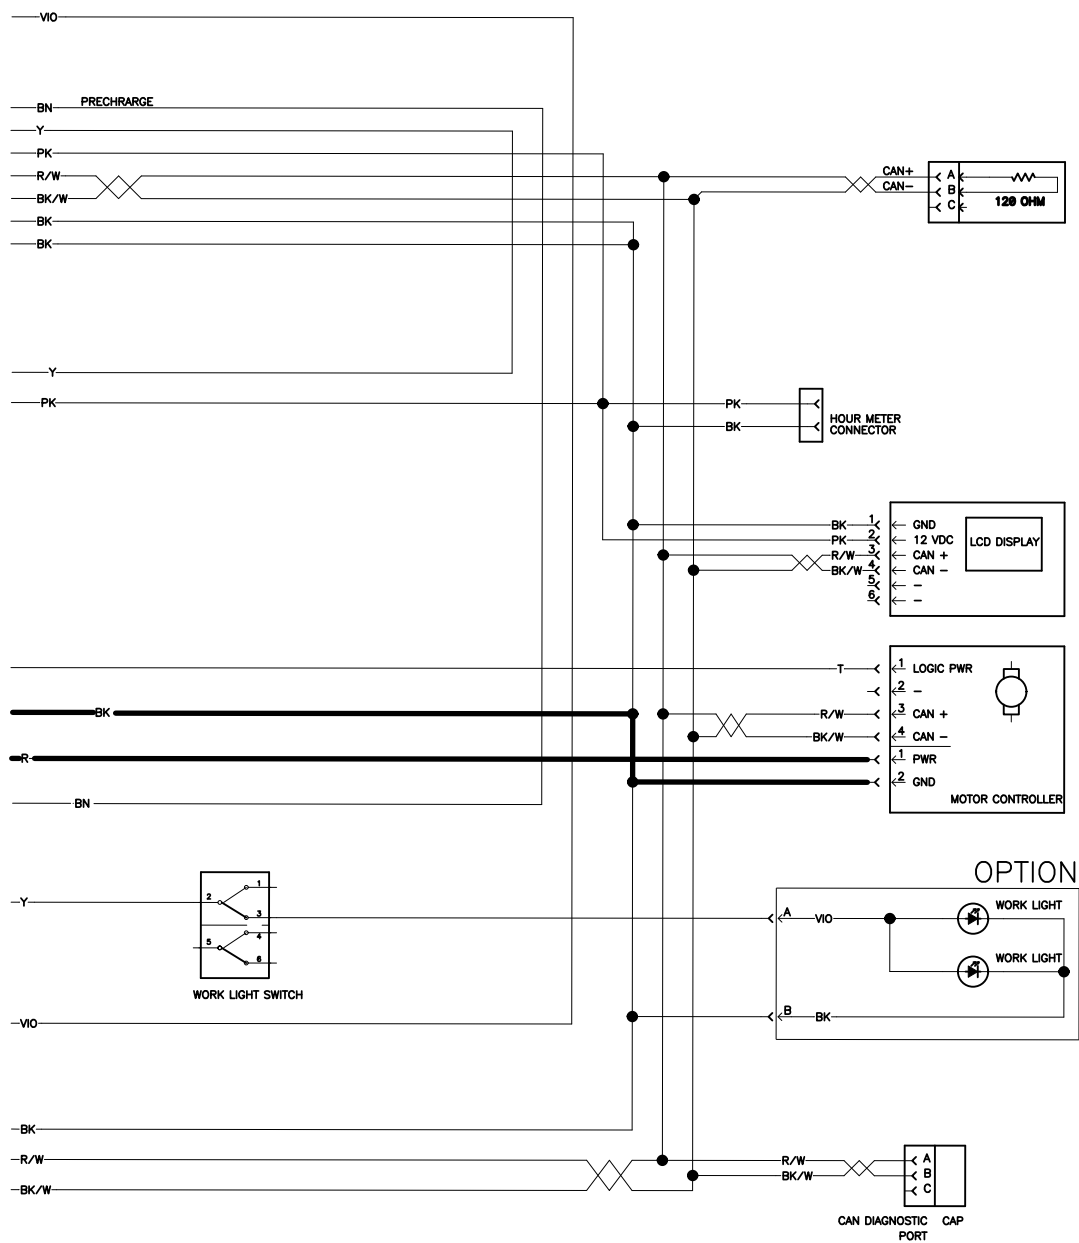 VIO
BN PRECHRARGE
Y
PK
R/W CAN+ A
BK/W CAN- B
C 120 OHM
BK
BK
Y
PK PK
BK
HOUR METER
CONNECTOR
BK 1 GND
PK 2 12 VDC LCD DISPLAY
R/W 3 CAN +
BK/W 4 CAN -
5 -
6 -
T 1 LOGIC PWR
2 -
BK R/W 3 CAN +
BK/W 4 CAN -
R 1 PWR
2 GND
BN MOTOR CONTROLLER
OPTION
Y 2 1
3 A VIO WORK LIGHT
5 4
6 WORK LIGHT
WORK LIGHT SWITCH
VIO B BK
BK
R/W R/W A
BK/W BK/W B
C
CAN DIAGNOSTIC CAP
PORT